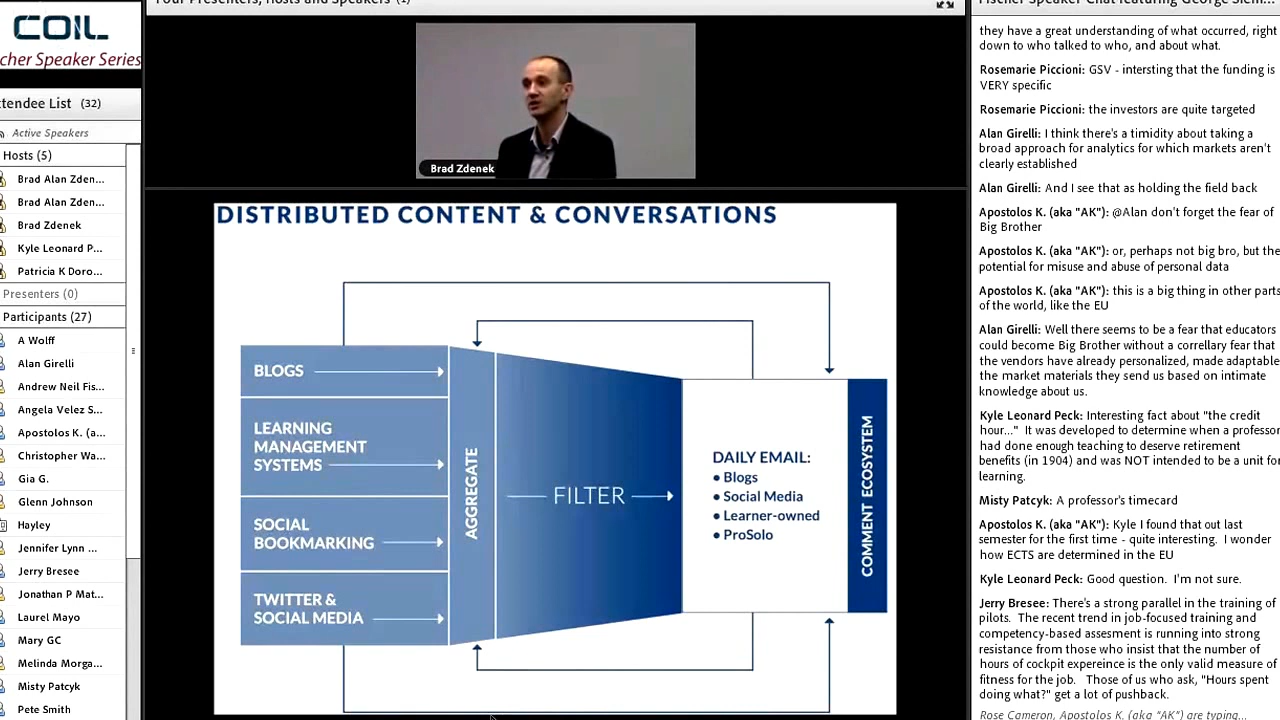 COIL
cher Speaker Series
ttendee List (32)
Active Speakers
Hosts (5)
Brad Alan Zden...
Brad Alan Zden...
Brad Zdenek
Kyle Leonard P...
Patricia K Doro...
Presenters (0)
Participants (27)
A Wolff
Alan Girelli
Andrew Neil Fis...
Angela Velez S...
Apostolos K. (a...
Christopher Wa...
Gia G.
Glenn Johnson
Hayley
Jennifer Lynn ...
Jerry Bresee
Jonathan P Mat...
Laurel Mayo
Mary GC
Melinda Morga...
Misty Patcyk
Pete Smith
Your Presenters, Hosts and Speakers (1)
Brad Zdenek
DISTRIBUTED CONTENT & CONVERSATIONS
BLOGS
LEARNING
MANAGEMENT
SYSTEMS
SOCIAL
BOOKMARKING
TWITTER &
SOCIAL MEDIA
AGGREGATE
FILTER
DAILY EMAIL:
● Blogs
● Social Media
● Learner-owned
● ProSolo
COMMENT ECOSYSTEM
Fischer Speaker Chat featuring George Siem...
they have a great understanding of what occurred, right
down to who talked to who, and about what.
Rosemarie Piccioni: GSV - intersting that the funding is
VERY specific
Rosemarie Piccioni: the investors are quite targeted
Alan Girelli: I think there's a timidity about taking a
broad approach for analytics for which markets aren't
clearly established
Alan Girelli: And I see that as holding the field back
Apostolos K. (aka "AK"): @Alan don't forget the fear of
Big Brother
Apostolos K. (aka "AK"): or, perhaps not big bro, but the
potential for misuse and abuse of personal data
Apostolos K. (aka "AK"): this is a big thing in other parts
of the world, like the EU
Alan Girelli: Well there seems to be a fear that educators
could become Big Brother without a correllary fear that
the vendors have already personalized, made adaptable
the market materials they send us based on intimate
knowledge about us.
Kyle Leonard Peck: Interesting fact about "the credit
hour..." It was developed to determine when a professor
had done enough teaching to deserve retirement
benefits (in 1904) and was NOT intended to be a unit for
learning.
Misty Patcyk: A professor's timecard
Apostolos K. (aka "AK"): Kyle I found that out last
semester for the first time - quite interesting. I wonder
how ECTS are determined in the EU
Kyle Leonard Peck: Good question. I'm not sure.
Jerry Bresee: There's a strong parallel in the training of
pilots. The recent trend in job-focused training and
competency-based assesment is running into strong
resistance from those who insist that the number of
hours of cockpit expereince is the only valid measure of
fitness for the job. Those of us who ask, "Hours spent
doing what?" get a lot of pushback.
Rose Cameron, Apostolos K. (aka "AK") are typing...